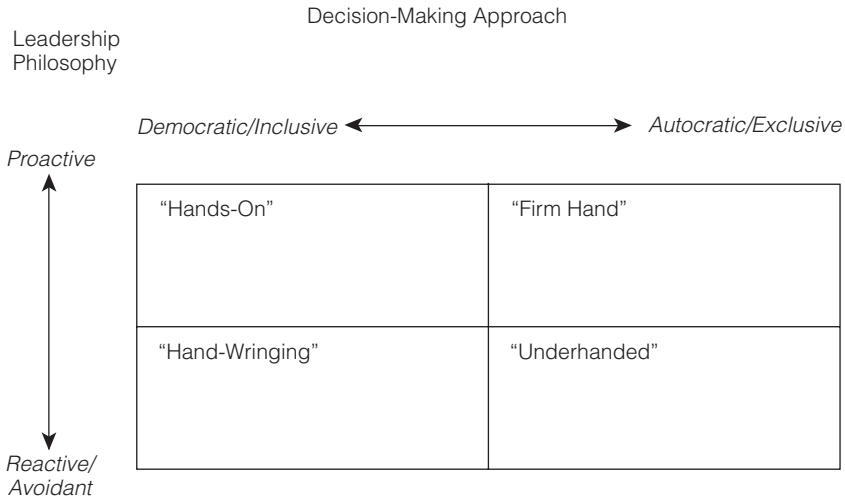 Decision-Making Approach
Leadership
Philosophy
Democratic/Inclusive
Autocratic/Exclusive
Proactive
“Hands-On”
“Firm Hand”
“Hand-Wringing”
“Underhanded”
Reactive/
Avoidant